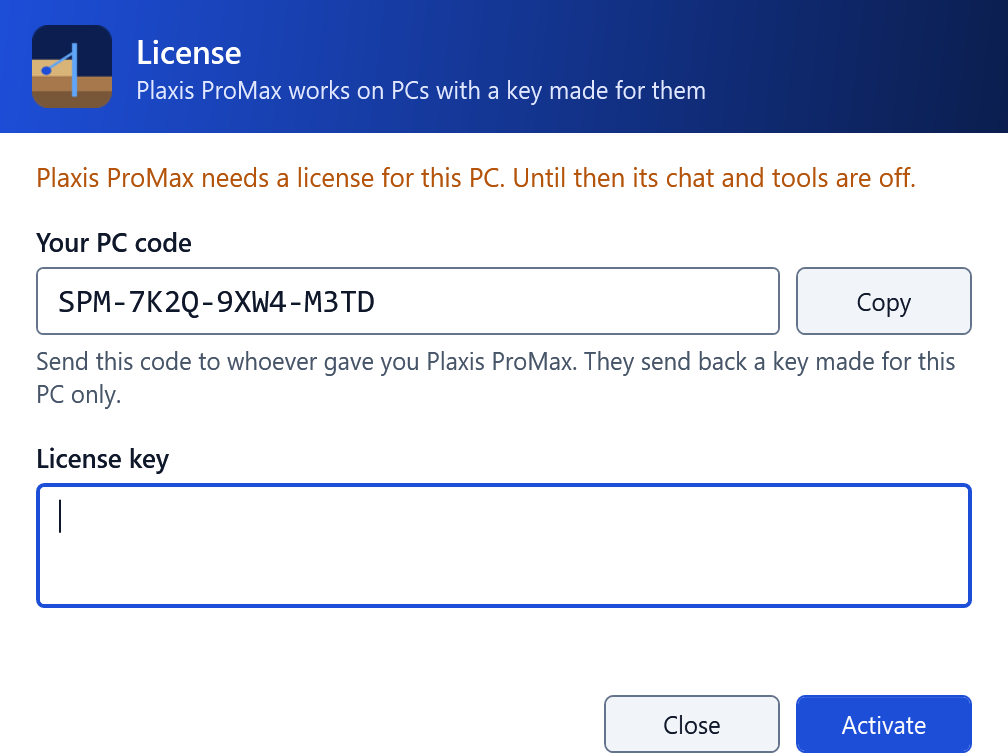 License
Plaxis ProMax works on PCs with a key made for them
Plaxis ProMax needs a license for this PC. Until then its chat and tools are off.
Your PC code
SPM-7K2Q-9XW4-M3TD
Copy
Send this code to whoever gave you Plaxis ProMax. They send back a key made for this
PC only.
License key
Close
Activate